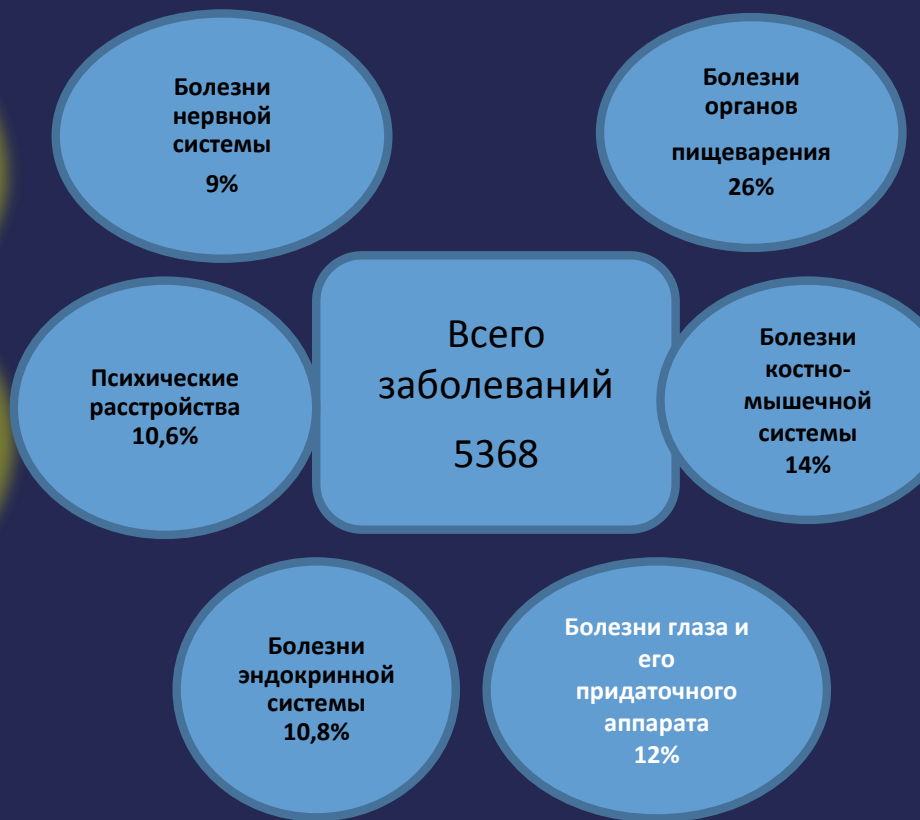 Болезни
нервной
системы
9%
Болезни
органов
пищеварения
26%
Психические
расстройства
10,6%
Всего
заболеваний
5368
Болезни
костно-
мышечной
системы
14%
Болезни
эндокринной
системы
10,8%
Болезни глаза и
его
придаточного
аппарата
12%